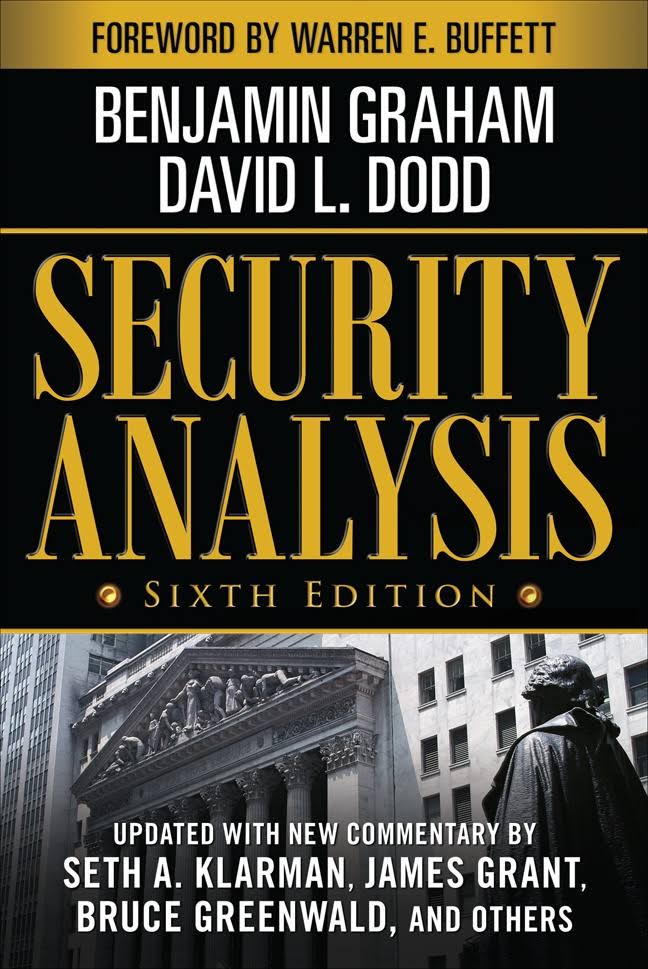 FOREWORD BY WARREN E. BUFFETT
BENJAMIN GRAHAM
DAVID L. DODD
SECURITY
ANALYSIS
SIXTH EDITION
UPDATED WITH NEW COMMENTARY BY
SETH A. KLARMAN, JAMES GRANT,
BRUCE GREENWALD, AND OTHERS